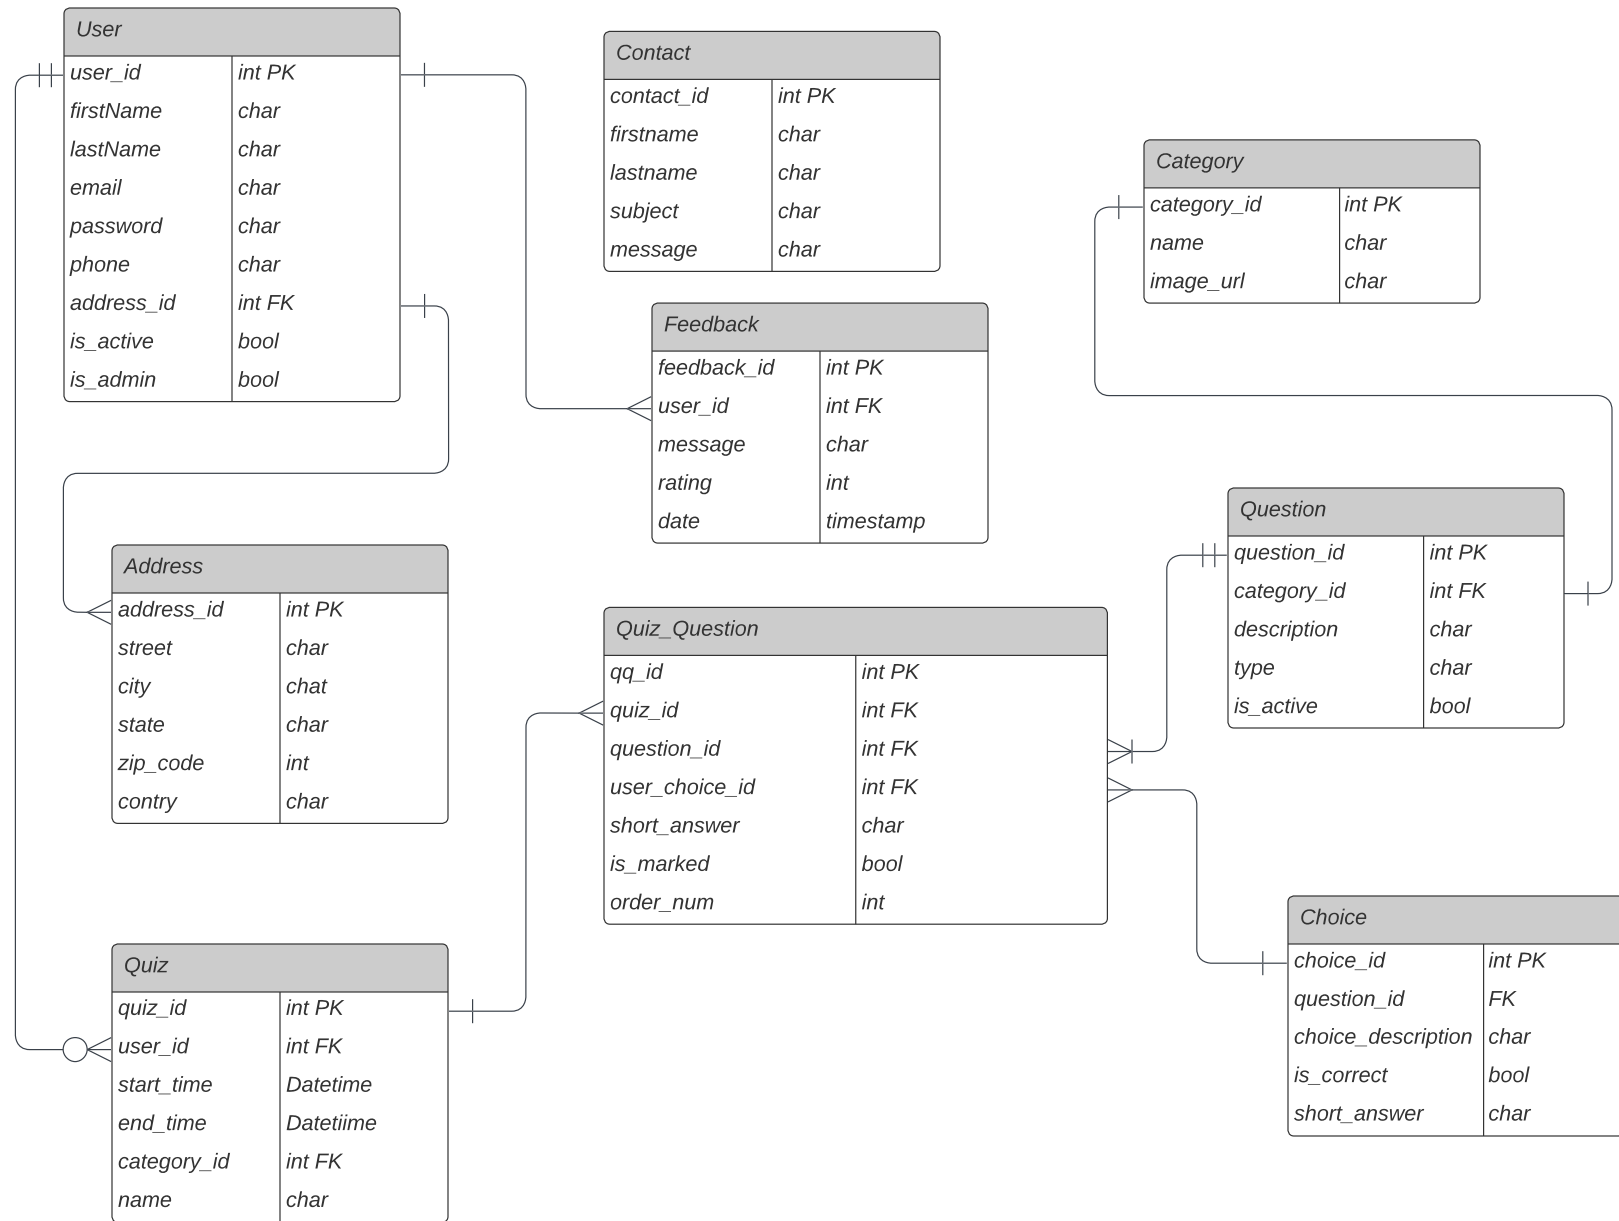 User
user_id int PK
firstName char
lastName char
email char
password char
phone char
address_id int FK
is_active bool
is_admin bool
Contact
contact_id int PK
firstname char
lastname char
subject char
message char
Category
category_id int PK
name char
image_url char
Feedback
feedback_id int PK
user_id int FK
message char
rating int
date timestamp
Question
question_id int PK
category_id int FK
description char
type char
is_active bool
Address
address_id int PK
street char
city chat
state char
zip_code int
contry char
Quiz_Question
qq_id int PK
quiz_id int FK
question_id int FK
user_choice_id int FK
short_answer char
is_marked bool
order_num int
Choice
choice_id int PK
question_id FK
choice_description char
is_correct bool
short_answer char
Quiz
quiz_id int PK
user_id int FK
start_time Datetime
end_time Datetiime
category_id int FK
name char